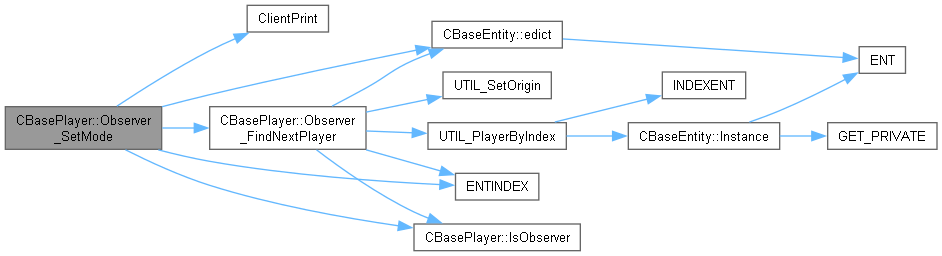 ClientPrint
CBaseEntity::edict
ENT
UTIL_SetOrigin
INDEXENT
CBasePlayer::Observer
_SetMode
CBasePlayer::Observer
_FindNextPlayer
UTIL_PlayerByIndex
CBaseEntity::Instance
GET_PRIVATE
ENTINDEX
CBasePlayer::IsObserver